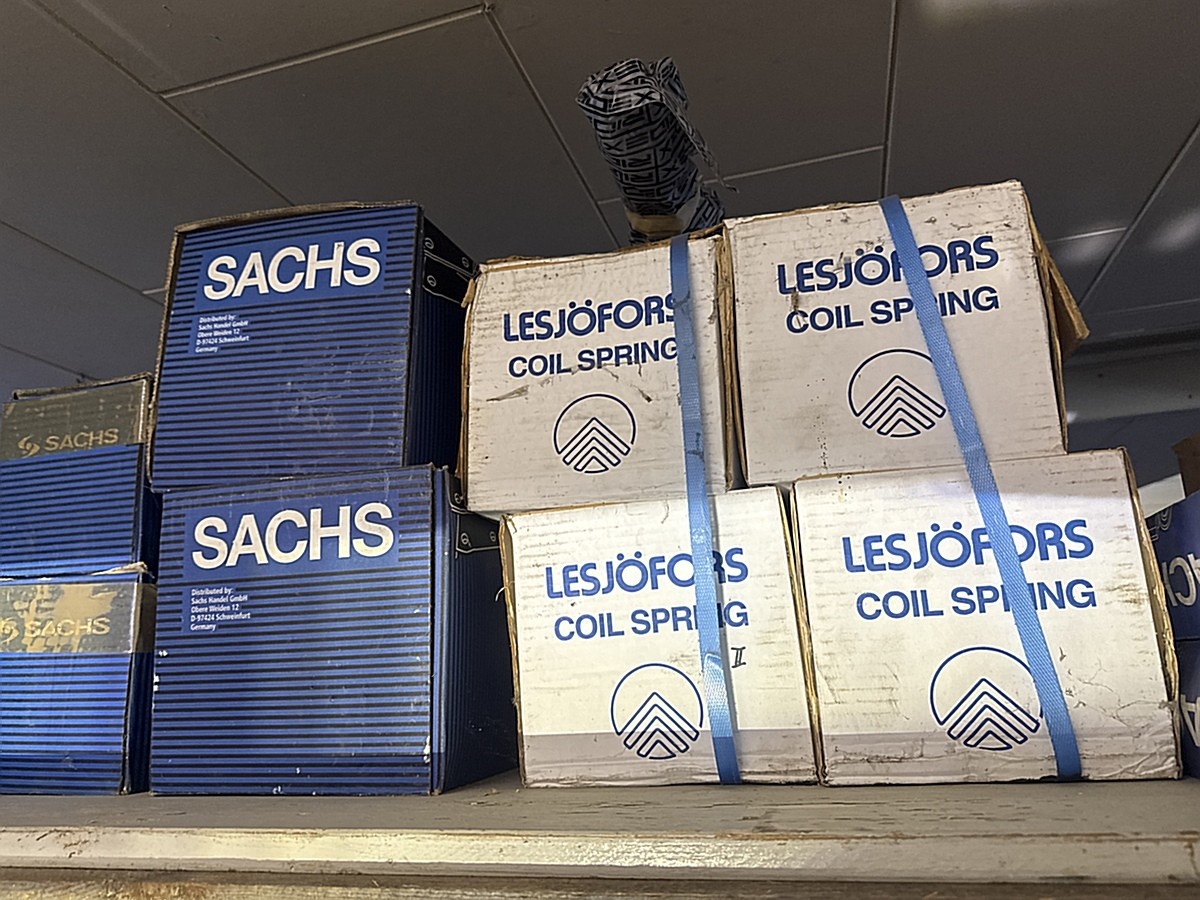 SACHS
Distributed by:
Sachs Handel GmbH
Obere Weiden 12
D-97424 Schweinfurt
Germany
LESJÖFORS
COIL SPRING
LESJÖFORS
COIL SPRING
SACHS
SACHS
Distributed by:
Sachs Handel GmbH
Obere Weiden 12
D-97424 Schweinfurt
Germany
LESJÖFORS
COIL SPRING
II
LESJÖFORS
COIL SPRING
SACHS